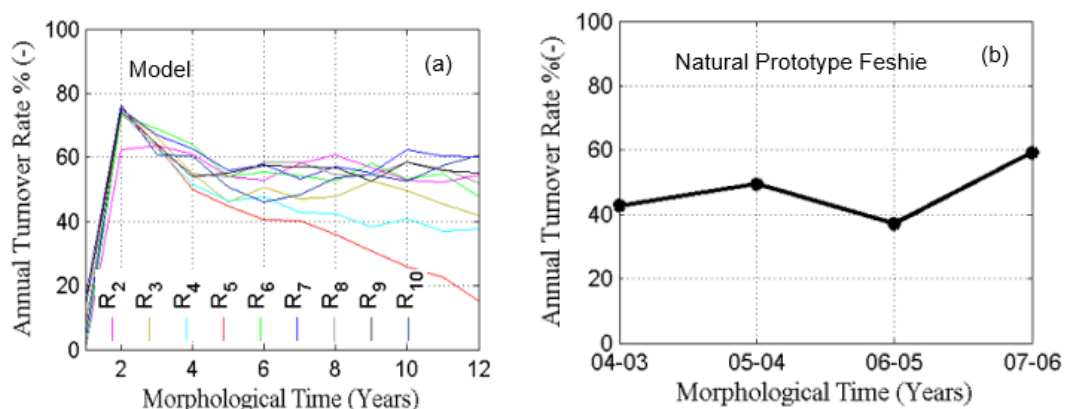 100
80
60
40
20
0
Annual Turnover Rate % (-)
Model
(a)
R2 R3 R4 R5 R6 R7 R8 R9 R10
2 4 6 8 10 12
Morphological Time (Years)
100
80
60
40
20
0
Annual Turnover Rate %(-)
Natural Prototype Feshie
(b)
04-03 05-04 06-05 07-06
Morphological Time (Years)